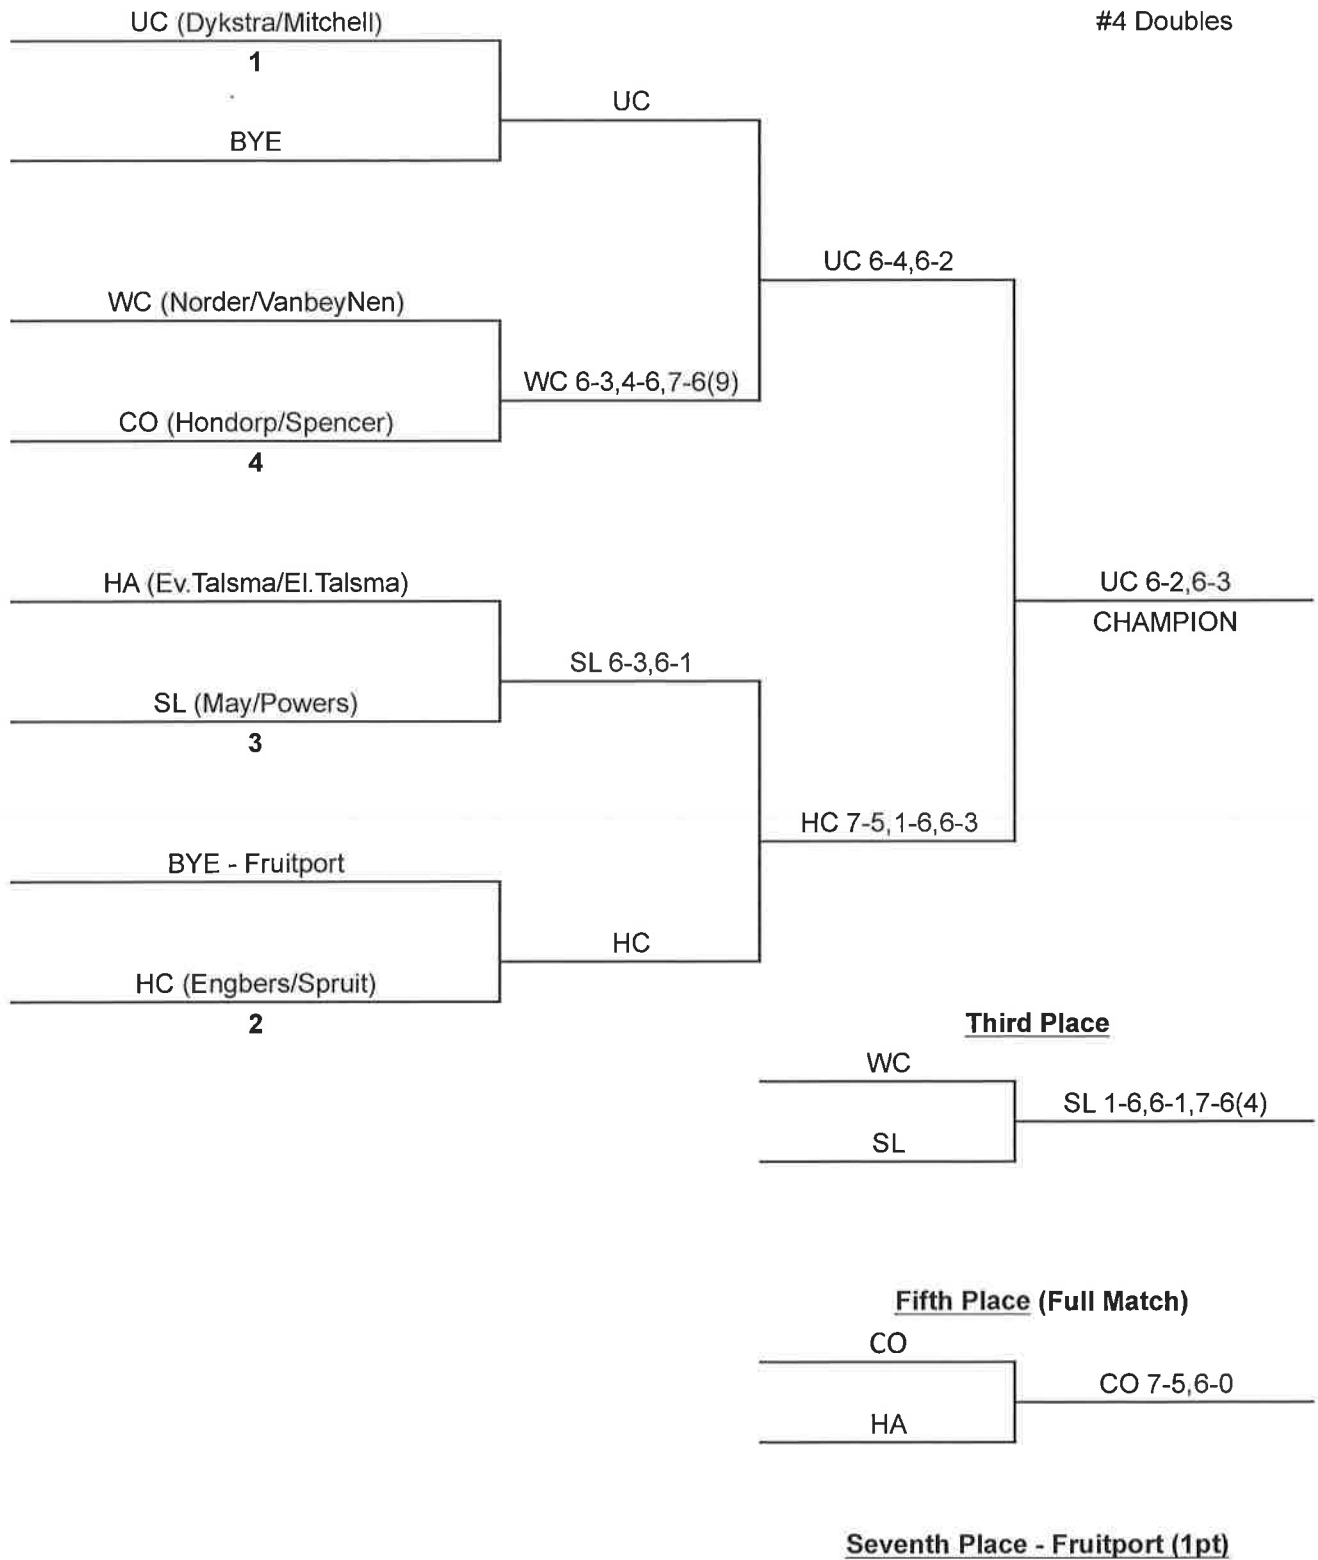 UC (Dykstra/Mitchell)
#4 Doubles
1
UC
BYE
UC 6-4,6-2
WC (Norder/VanbeyNen)
WC 6-3,4-6,7-6(9)
CO (Hondorp/Spencer)
4
HA (Ev.Talsma/El.Talsma)
UC 6-2,6-3
CHAMPION
SL 6-3,6-1
SL (May/Powers)
3
HC 7-5,1-6,6-3
BYE - Fruitport
HC
HC (Engbers/Spruit)
2
Third Place
WC
SL 1-6,6-1,7-6(4)
SL
Fifth Place (Full Match)
CO
CO 7-5,6-0
HA
Seventh Place - Fruitport (1pt)